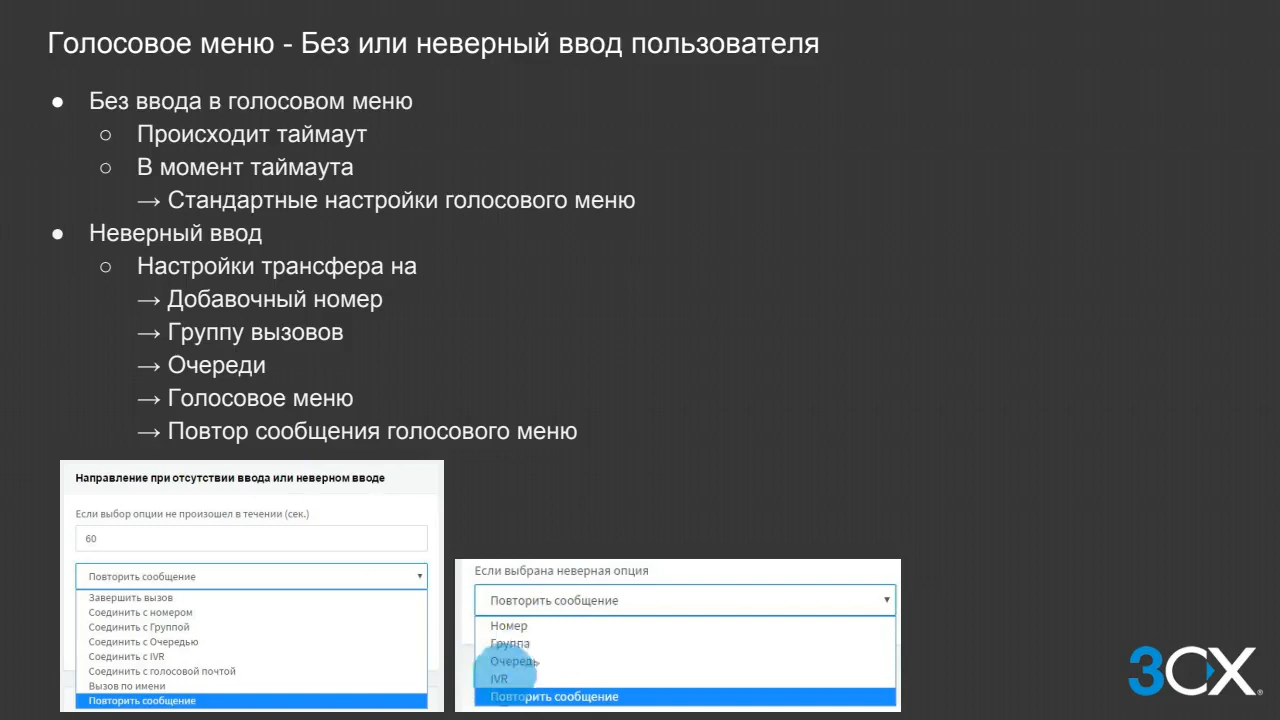 Голосовое меню - Без или неверный ввод пользователя
● Без ввода в голосовом меню
○ Происходит таймаут
○ В момент таймаута
→ Стандартные настройки голосового меню
● Неверный ввод
○ Настройки трансфера на
→ Добавочный номер
→ Группу вызовов
→ Очереди
→ Голосовое меню
→ Повтор сообщения голосового меню
Направление при отсутствии ввода или неверном вводе
Если выбор опции не произошел в течении (сек.)
60
Повторить сообщение
Завершить вызов
Соединить с номером
Соединить с Группой
Соединить с Очередью
Соединить с IVR
Соединить с голосовой почтой
Вызов по имени
Повторить сообщение
Если выбрана неверная опция
Повторить сообщение
Номер
Группа
Очередь
IVR
Повторить сообщение
3CX®